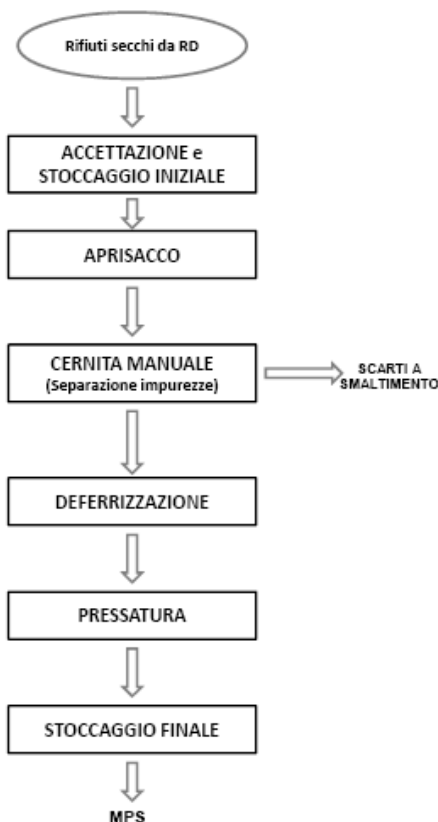 Rifiuti secchi da RD
ACCETTAZIONE e
STOCCAGGIO INIZIALE
APRISACCO
CERNITA MANUALE
(Separazione impurezze)
SCARTI A
SMALTIMENTO
DEFERRIZZAZIONE
PRESSATURA
STOCCAGGIO FINALE
MPS